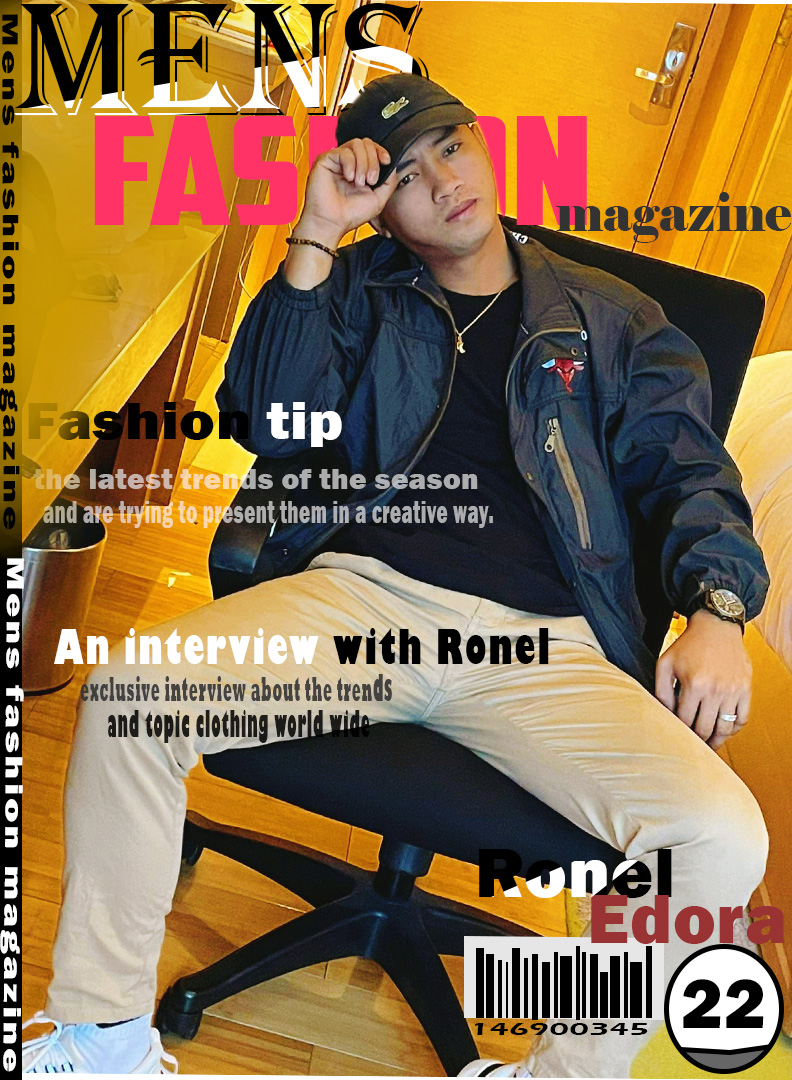 MENS
FASHION
magazine
Mens fashion magazine
Mens fashion magazine
Fashion tip
the latest trends of the season
and are trying to present them in a creative way.
An interview with Ronel
exclusive interview about the trends
and topic clothing world wide
Ronel
Edora
146900345
22